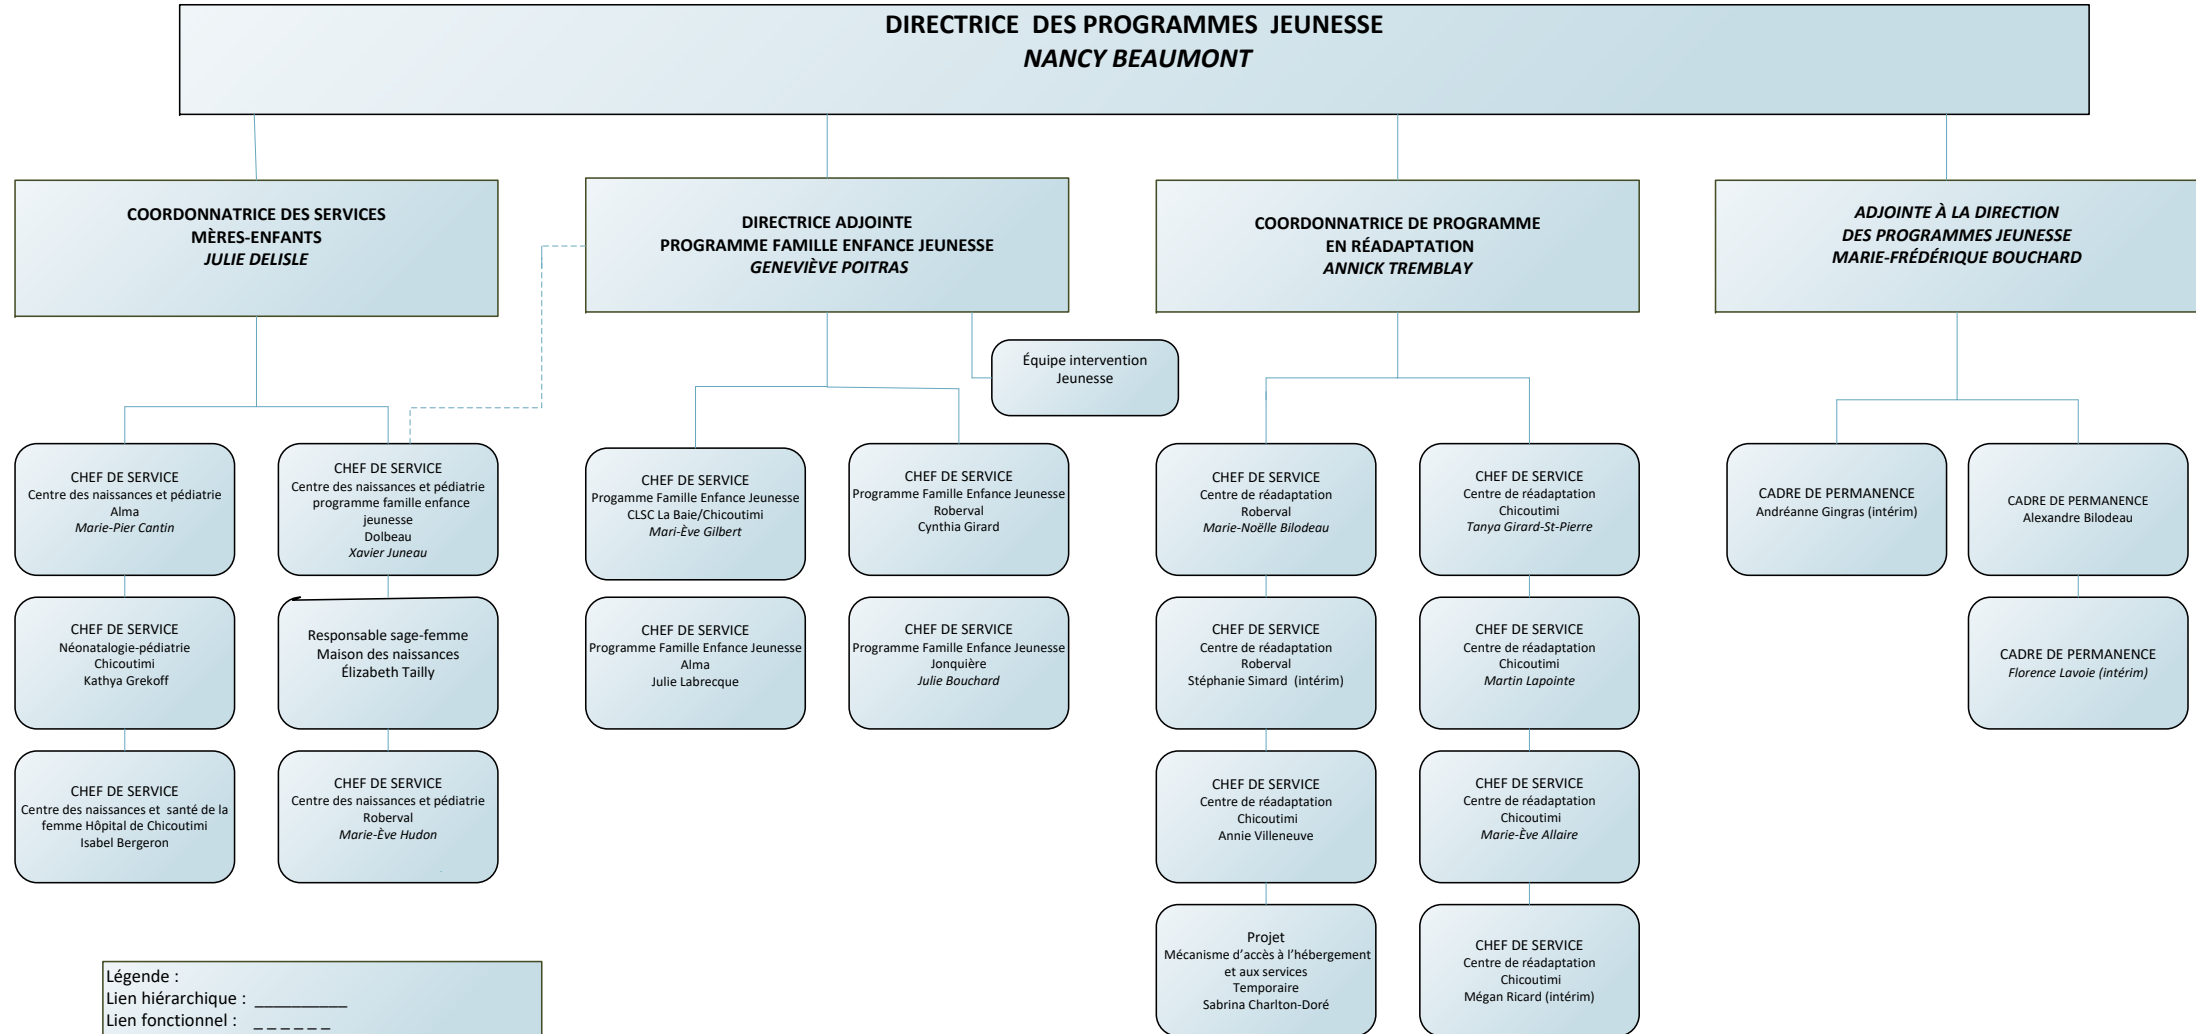 DIRECTRICE DES PROGRAMMES JEUNESSE
NANCY BEAUMONT
COORDONNATRICE DES SERVICES
MÈRES-ENFANTS
JULIE DELISLE
DIRECTRICE ADJOINTE
PROGRAMME FAMILLE ENFANCE JEUNESSE
GENEVIÈVE POITRAS
COORDONNATRICE DE PROGRAMME
EN RÉADAPTATION
ANNICK TREMBLAY
ADJOINTE À LA DIRECTION
DES PROGRAMMES JEUNESSE
MARIE-FRÉDÉRIQUE BOUCHARD
Équipe intervention
Jeunesse
CHEF DE SERVICE
Centre des naissances et pédiatrie
Alma
Marie-Pier Cantin
CHEF DE SERVICE
Centre des naissances et pédiatrie
programme famille enfance
jeunesse
Dolbeau
Xavier Juneau
CHEF DE SERVICE
Progamme Famille Enfance Jeunesse
CLSC La Baie/Chicoutimi
Mari-Ève Gilbert
CHEF DE SERVICE
Programme Famille Enfance Jeunesse
Roberval
Cynthia Girard
CHEF DE SERVICE
Centre de réadaptation
Roberval
Marie-Noëlle Bilodeau
CHEF DE SERVICE
Centre de réadaptation
Chicoutimi
Tanya Girard-St-Pierre
CADRE DE PERMANENCE
Andréanne Gingras (intérim)
CADRE DE PERMANENCE
Alexandre Bilodeau
CHEF DE SERVICE
Néonatalogie-pédiatrie
Chicoutimi
Kathya Grekoff
Responsable sage-femme
Maison des naissances
Élizabeth Tailly
CHEF DE SERVICE
Programme Famille Enfance Jeunesse
Alma
Julie Labrecque
CHEF DE SERVICE
Programme Famille Enfance Jeunesse
Jonquière
Julie Bouchard
CHEF DE SERVICE
Centre de réadaptation
Roberval
Stéphanie Simard (intérim)
CHEF DE SERVICE
Centre de réadaptation
Chicoutimi
Martin Lapointe
CADRE DE PERMANENCE
Florence Lavoie (intérim)
CHEF DE SERVICE
Centre des naissances et santé de la
femme Hôpital de Chicoutimi
Isabel Bergeron
CHEF DE SERVICE
Centre des naissances et pédiatrie
Roberval
Marie-Ève Hudon
CHEF DE SERVICE
Centre de réadaptation
Chicoutimi
Annie Villeneuve
CHEF DE SERVICE
Centre de réadaptation
Chicoutimi
Marie-Ève Allaire
Projet
Mécanisme d'accès à l'hébergement
et aux services
Temporaire
Sabrina Charlton-Doré
CHEF DE SERVICE
Centre de réadaptation
Chicoutimi
Mégan Ricard (intérim)
Légende :
Lien hiérarchique : __________
Lien fonctionnel : _ _ _ _ _ _